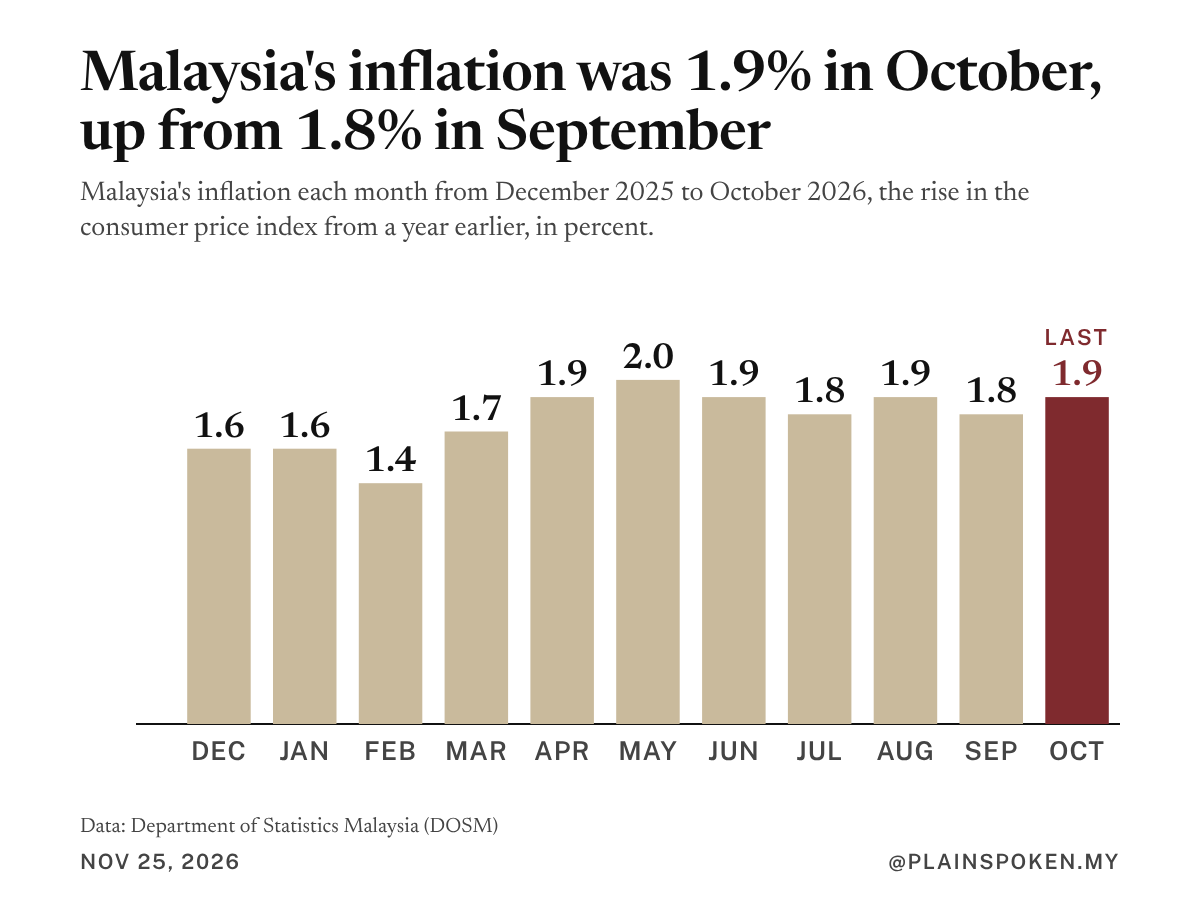 Malaysia's inflation was 1.9% in October,
up from 1.8% in September
Malaysia's inflation each month from December 2025 to October 2026, the rise in the
consumer price index from a year earlier, in percent.
LAST
1.6 1.6 1.4 1.7 1.9 2.0 1.9 1.8 1.9 1.8 1.9
DEC JAN FEB MAR APR MAY JUN JUL AUG SEP OCT
Data: Department of Statistics Malaysia (DOSM)
NOV 25, 2026 @PLAINSPOKEN.MY